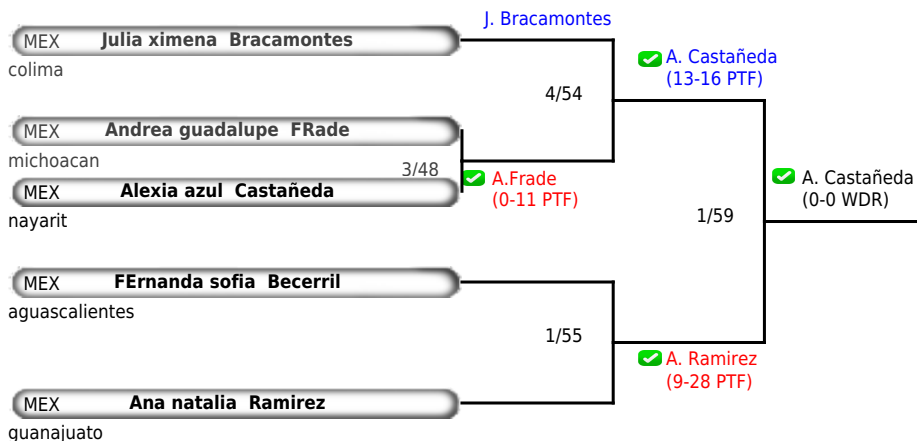 J. Bracamontes
MEX Julia ximena Bracamontes
colima
A. Castañeda
(13-16 PTF)
4/54
MEX Andrea guadalupe FRade
michoacan
3/48
A.Frade
(0-11 PTF)
MEX Alexia azul Castañeda
nayarit
A. Castañeda
(0-0 WDR)
1/59
MEX FErnanda sofia Becerril
aguascalientes
1/55
A. Ramirez
(9-28 PTF)
MEX Ana natalia Ramirez
guanajuato